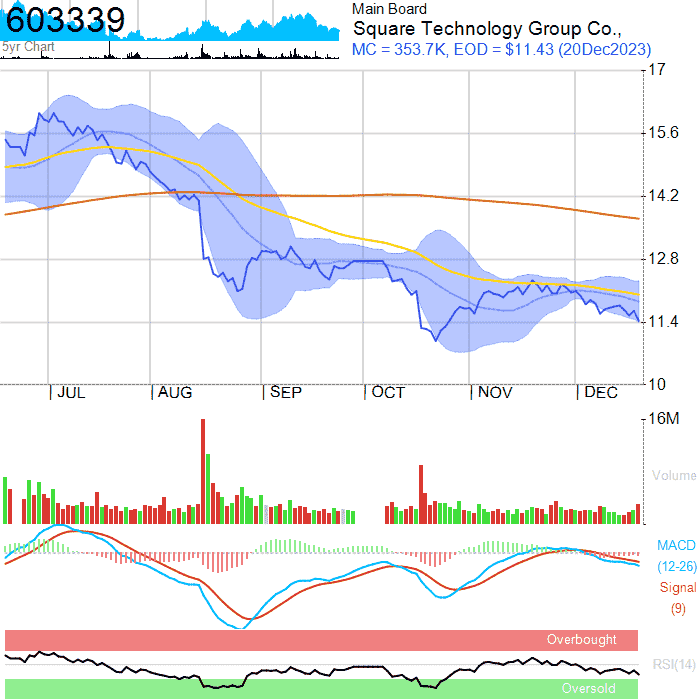 603339
5yr Chart
Main Board
Square Technology Group Co.,
MC = 353.7K, EOD = $11.43 (20Dec2023)
17
15.6
14.2
12.8
11.4
10
JUL AUG SEP OCT NOV DEC
16M
Volume
MACD
(12-26)
Signal
(9)
Overbought
RSI(14)
Oversold